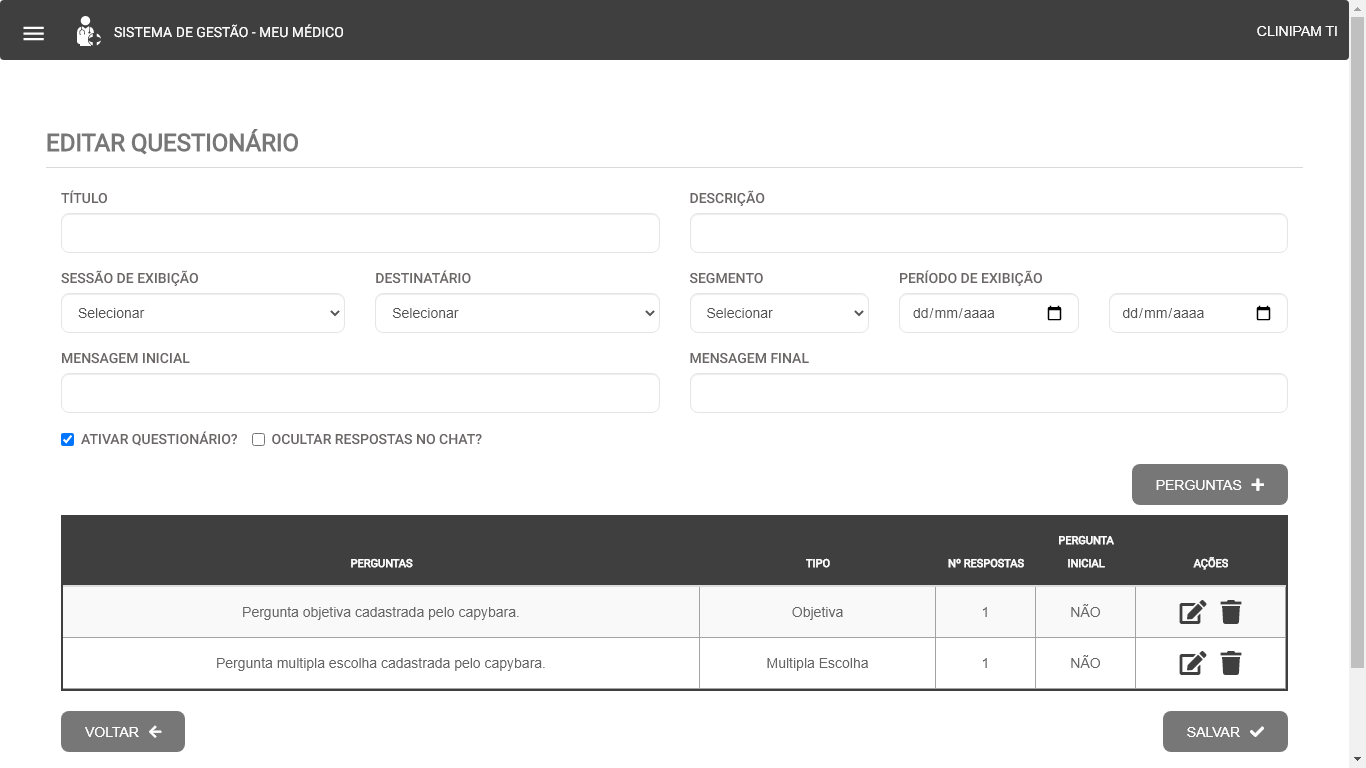 SISTEMA DE GESTÃO - MEU MÉDICO
CLINIPAM TI
EDITAR QUESTIONÁRIO
TÍTULO
DESCRIÇÃO
SESSÃO DE EXIBIÇÃO
DESTINATÁRIO
SEGMENTO
PERÍODO DE EXIBIÇÃO
Selecionar
Selecionar
Selecionar
dd/mm/aaaa
dd/mm/aaaa
MENSAGEM INICIAL
MENSAGEM FINAL
ATIVAR QUESTIONÁRIO?
OCULTAR RESPOSTAS NO CHAT?
PERGUNTAS
PERGUNTAS
TIPO
Nº RESPOSTAS
PERGUNTA
INICIAL
AÇÕES
Pergunta objetiva cadastrada pelo capybara.
Objetiva
1
NÃO
Pergunta multipla escolha cadastrada pelo capybara.
Multipla Escolha
1
NÃO
VOLTAR
SALVAR